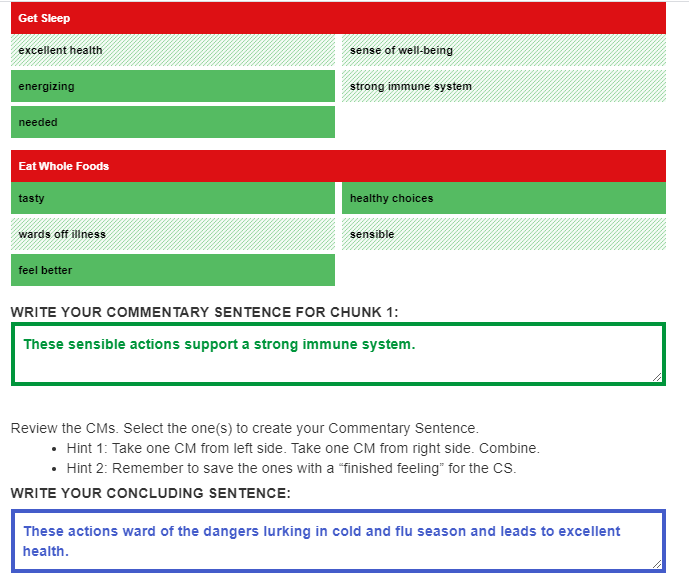 Get Sleep
excellent health
sense of well-being
energizing
strong immune system
needed
Eat Whole Foods
tasty
healthy choices
wards off illness
sensible
feel better
WRITE YOUR COMMENTARY SENTENCE FOR CHUNK 1:
These sensible actions support a strong immune system.
Review the CMs. Select the one(s) to create your Commentary Sentence.
• Hint 1: Take one CM from left side. Take one CM from right side. Combine.
• Hint 2: Remember to save the ones with a “finished feeling” for the CS.
WRITE YOUR CONCLUDING SENTENCE:
These actions ward of the dangers lurking in cold and flu season and leads to excellent
health.